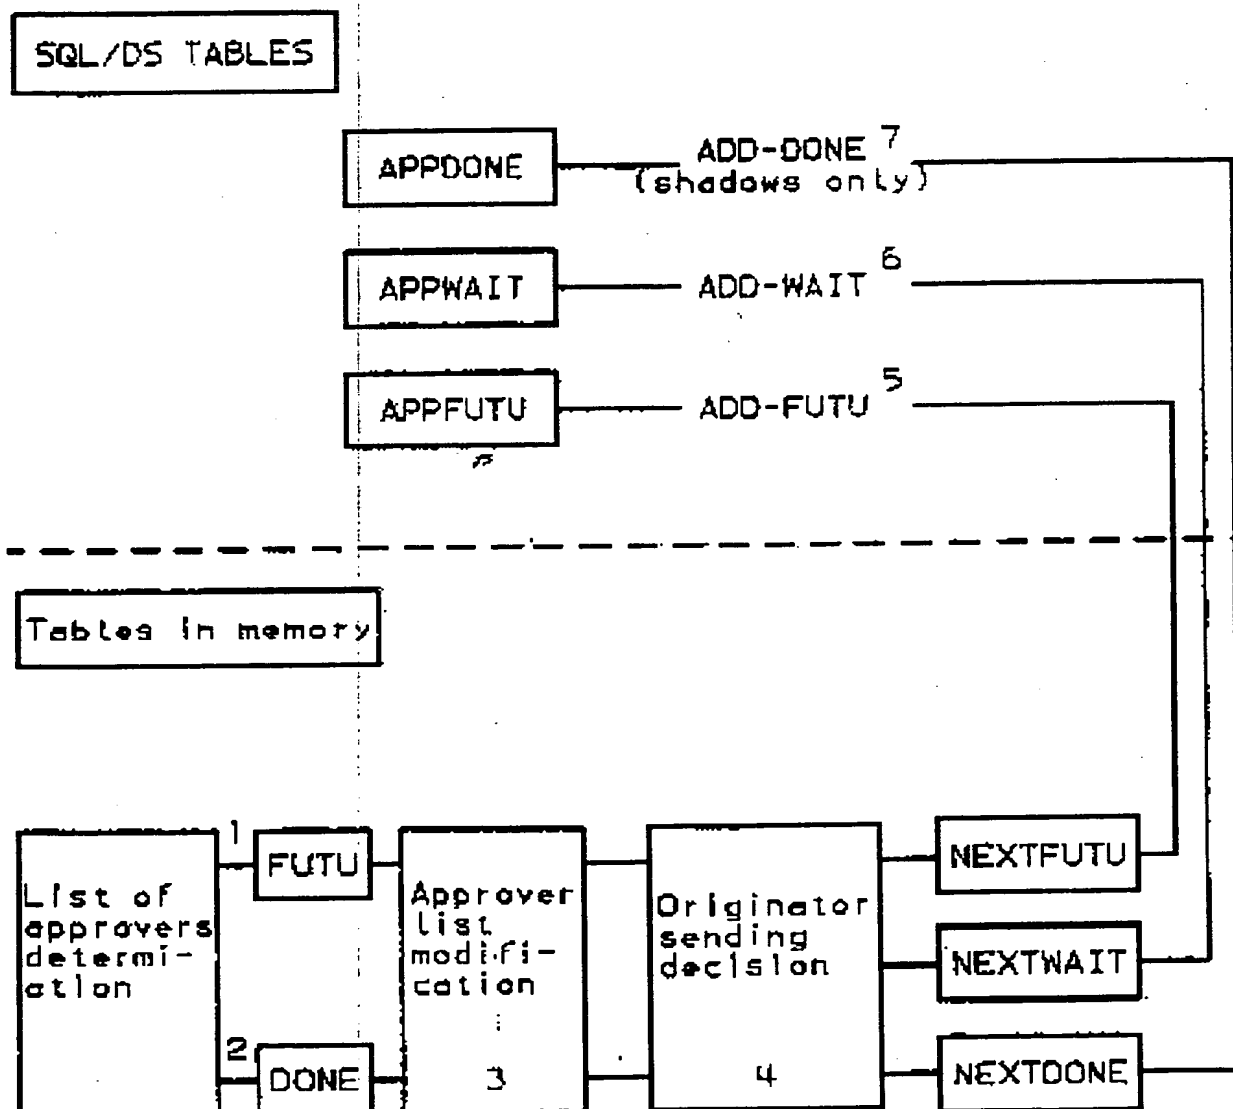 SQL/DS TABLES
APPDONE
ADD-DONE 7
(shadows only)
APPWAIT
ADD-WAIT 6
APPFUTU
ADD-FUTU 5
Tables in memory
List of
approvers
determi-
ation
1
FUTU
2
DONE
Approver
list
modifi-
cation
3
Originator
sending
decision
4
NEXTFUTU
NEXTWAIT
NEXTDONE